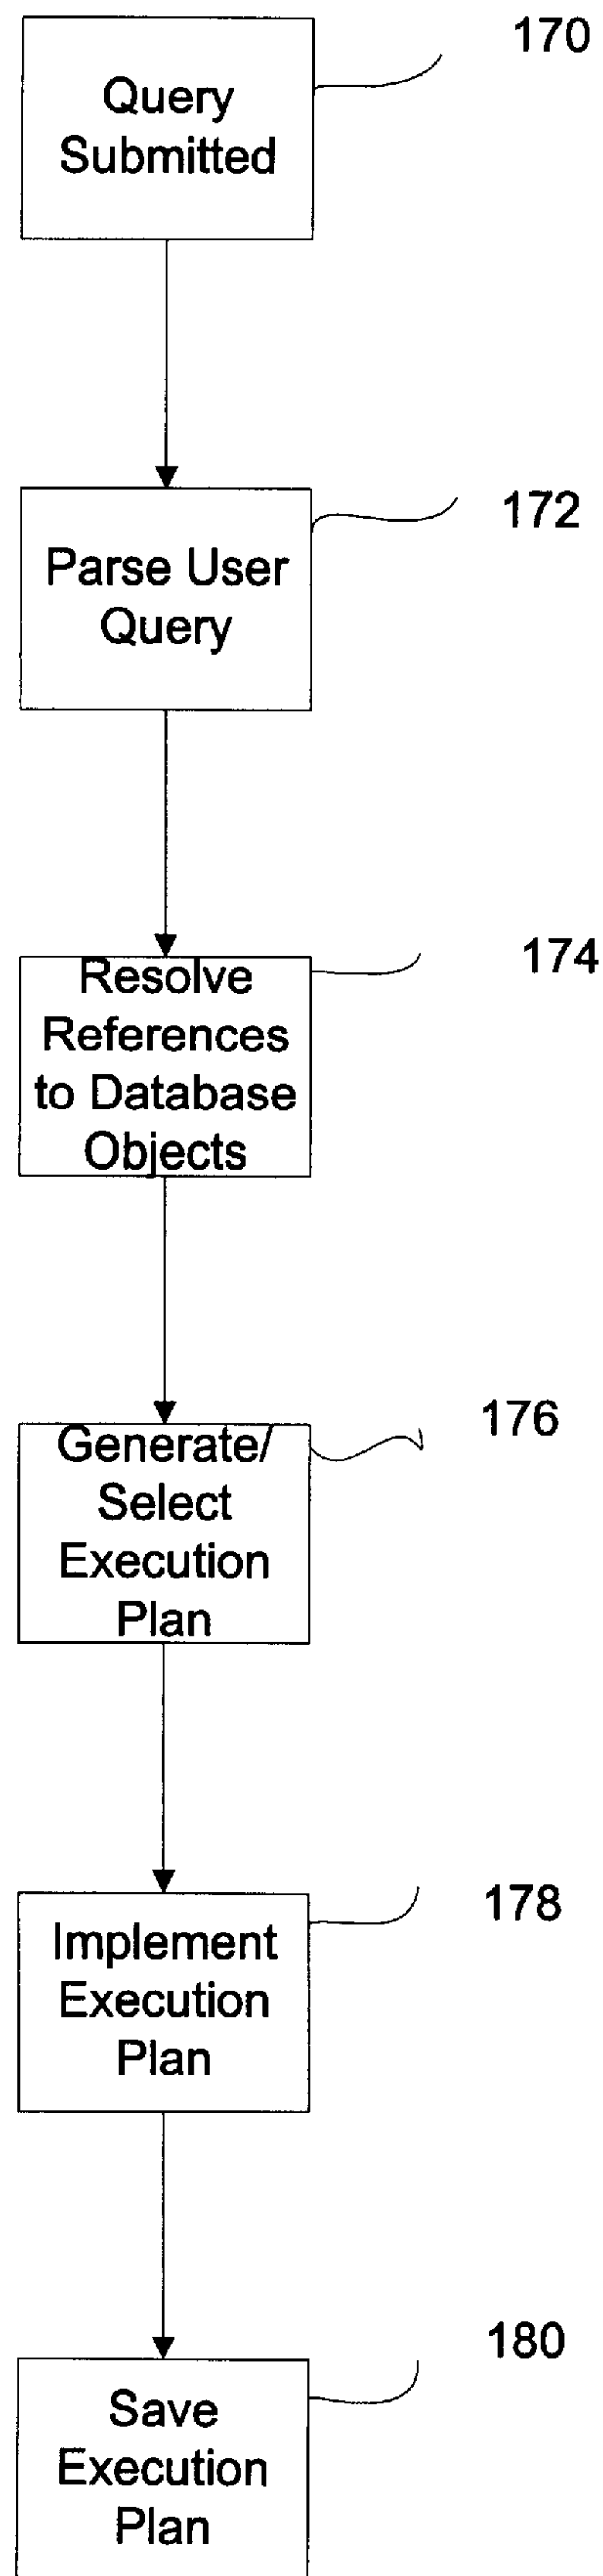 170
Query
Submitted
172
Parse User
Query
174
Resolve
References
to Database
Objects
176
Generate/
Select
Execution
Plan
178
Implement
Execution
Plan
180
Save
Execution
Plan